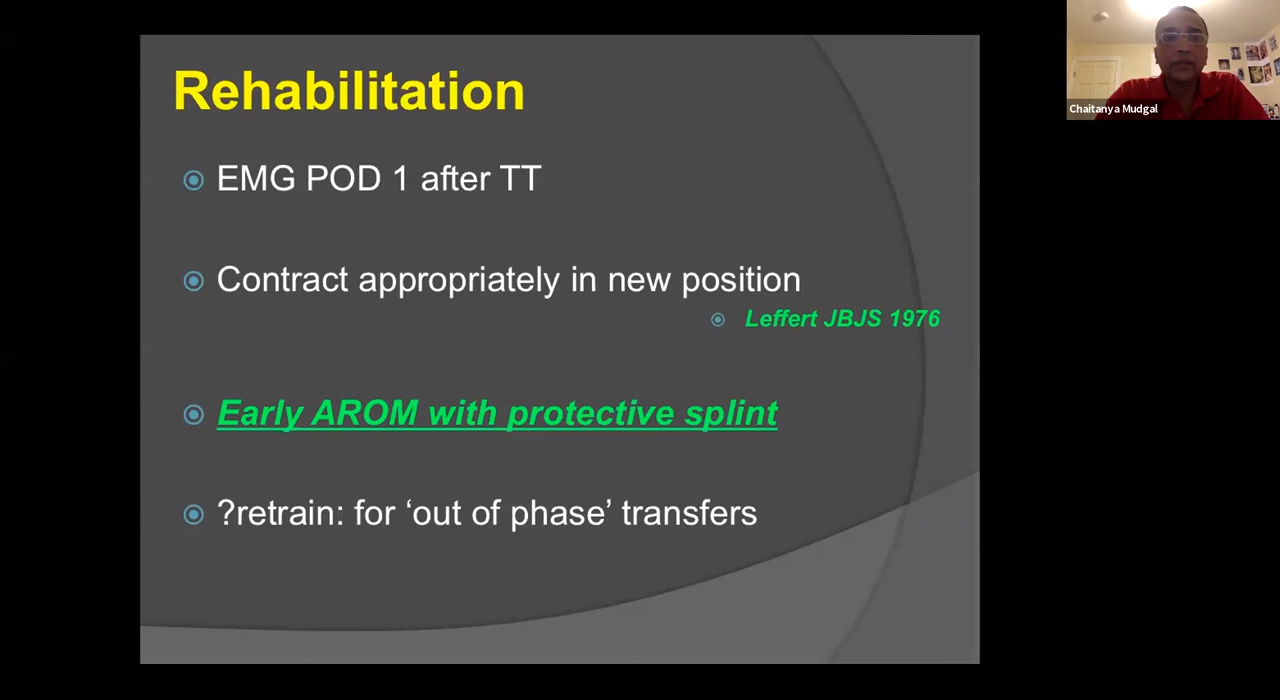 Rehabilitation
EMG POD 1 after TT
Contract appropriately in new position
Leffert JBJS 1976
Early AROM with protective splint
?retrain: for ‘out of phase’ transfers
Chaitanya Mudgal